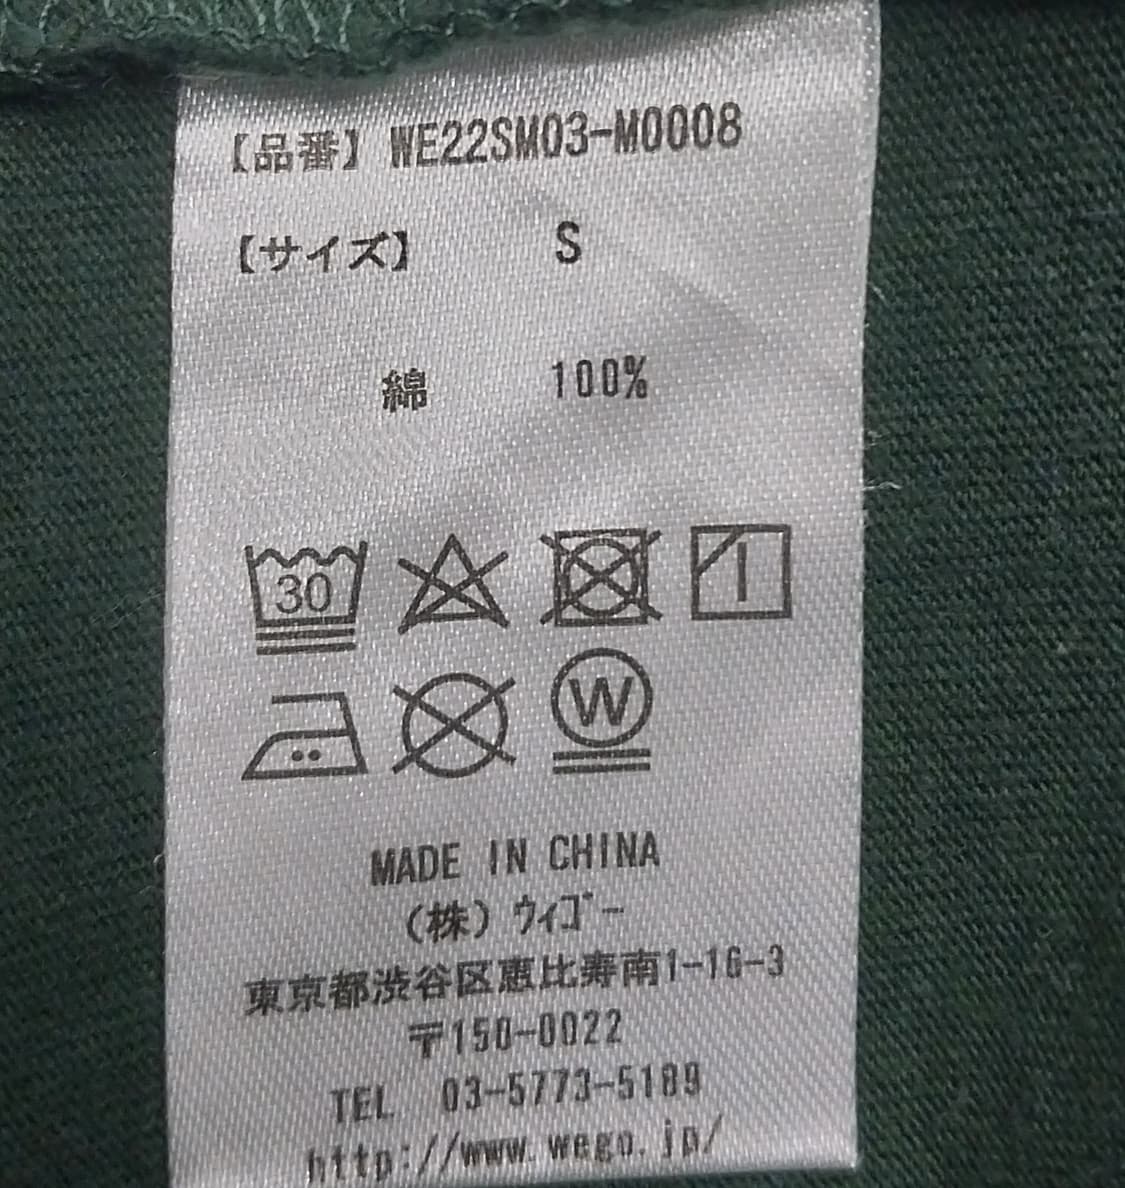 【品番】 WE22SM03-M0008
【サイズ】 S
綿 100%
30
W
MADE IN CHINA
(株) ｳｨｺﾞｰ
東京都渋谷区恵比寿南1-16-3
〒150-0022
TEL 03-5773-5189
http://www.wego.jp/